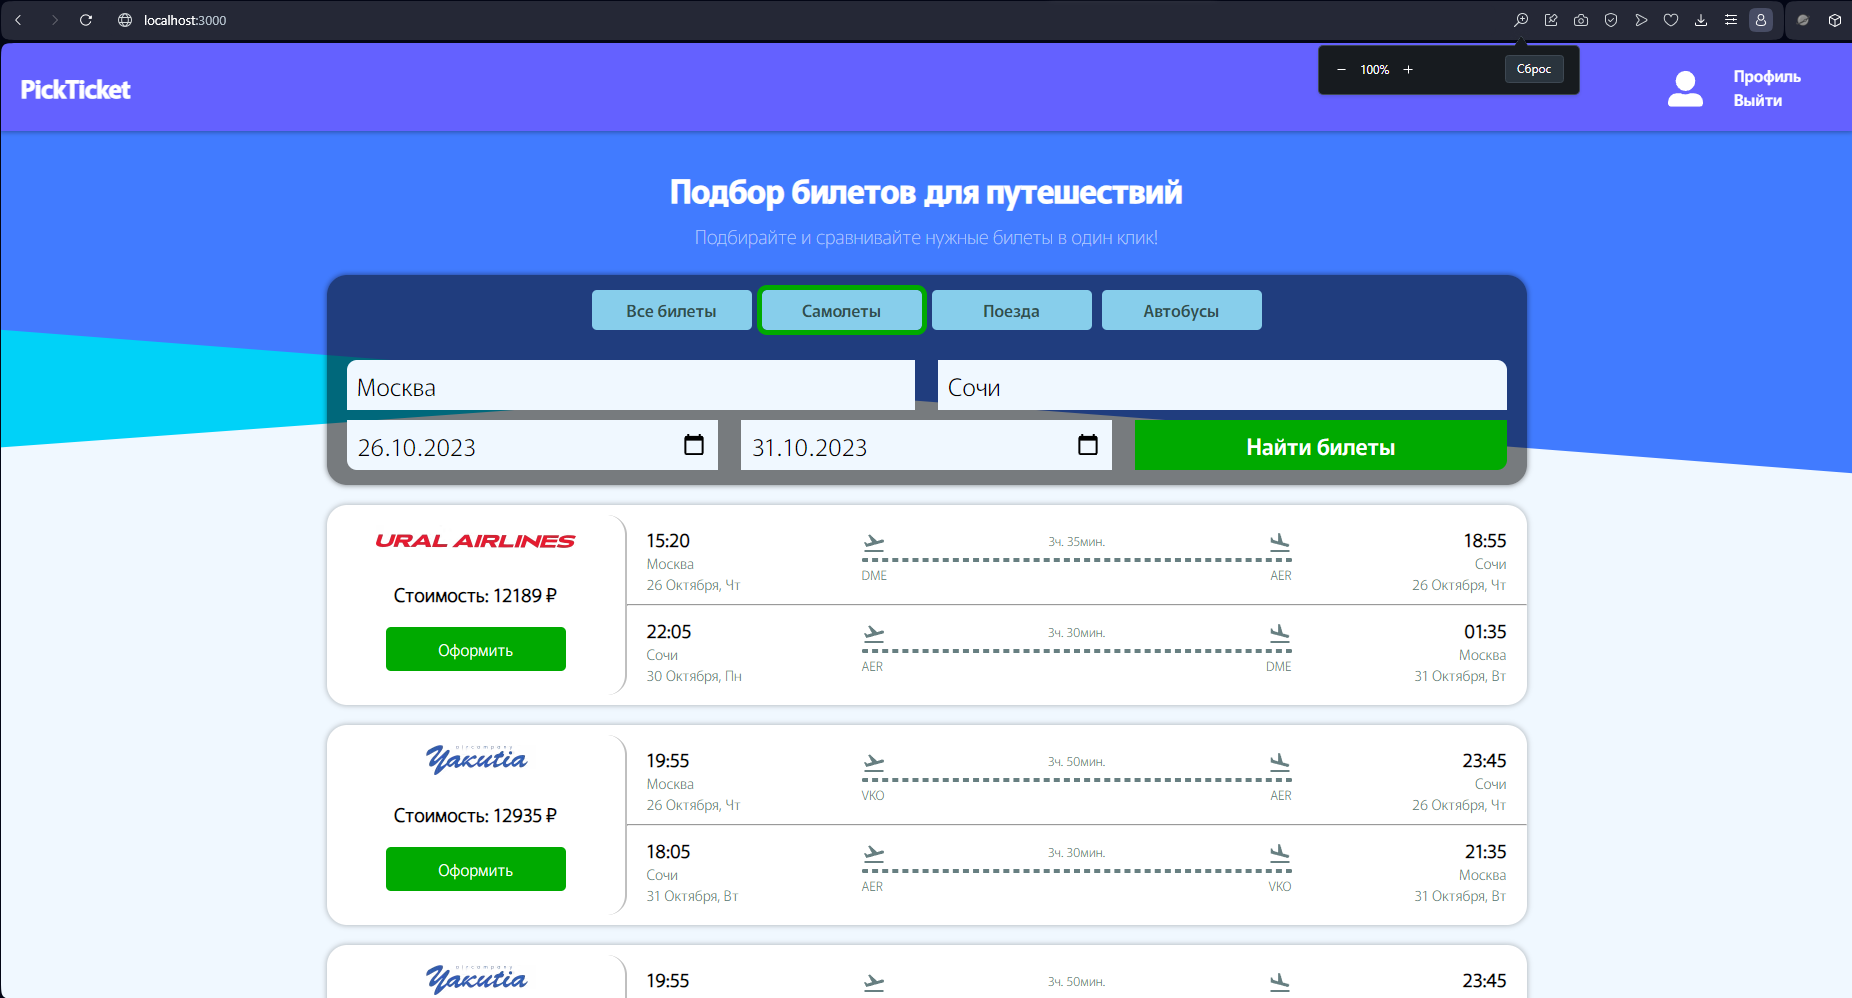 localhost:3000
100%
Сброс
PickTicket
Профиль
Выйти
Подбор билетов для путешествий
Подбирайте и сравнивайте нужные билеты в один клик!
Все билеты
Самолеты
Поезда
Автобусы
Москва
Сочи
26.10.2023
31.10.2023
Найти билеты
URAL AIRLINES
Стоимость: 12189 ₽
Оформить
15:20
Москва
26 Октября, Чт
3ч. 35мин.
DME
AER
18:55
Сочи
26 Октября, Чт
22:05
Сочи
30 Октября, Пн
3ч. 30мин.
AER
DME
01:35
Москва
31 Октября, Вт
aircompany
Yakutia
Стоимость: 12935 ₽
Оформить
19:55
Москва
26 Октября, Чт
3ч. 50мин.
VKO
AER
23:45
Сочи
26 Октября, Чт
18:05
Сочи
31 Октября, Вт
3ч. 30мин.
AER
VKO
21:35
Москва
31 Октября, Вт
aircompany
Yakutia
19:55
3ч. 50мин.
23:45